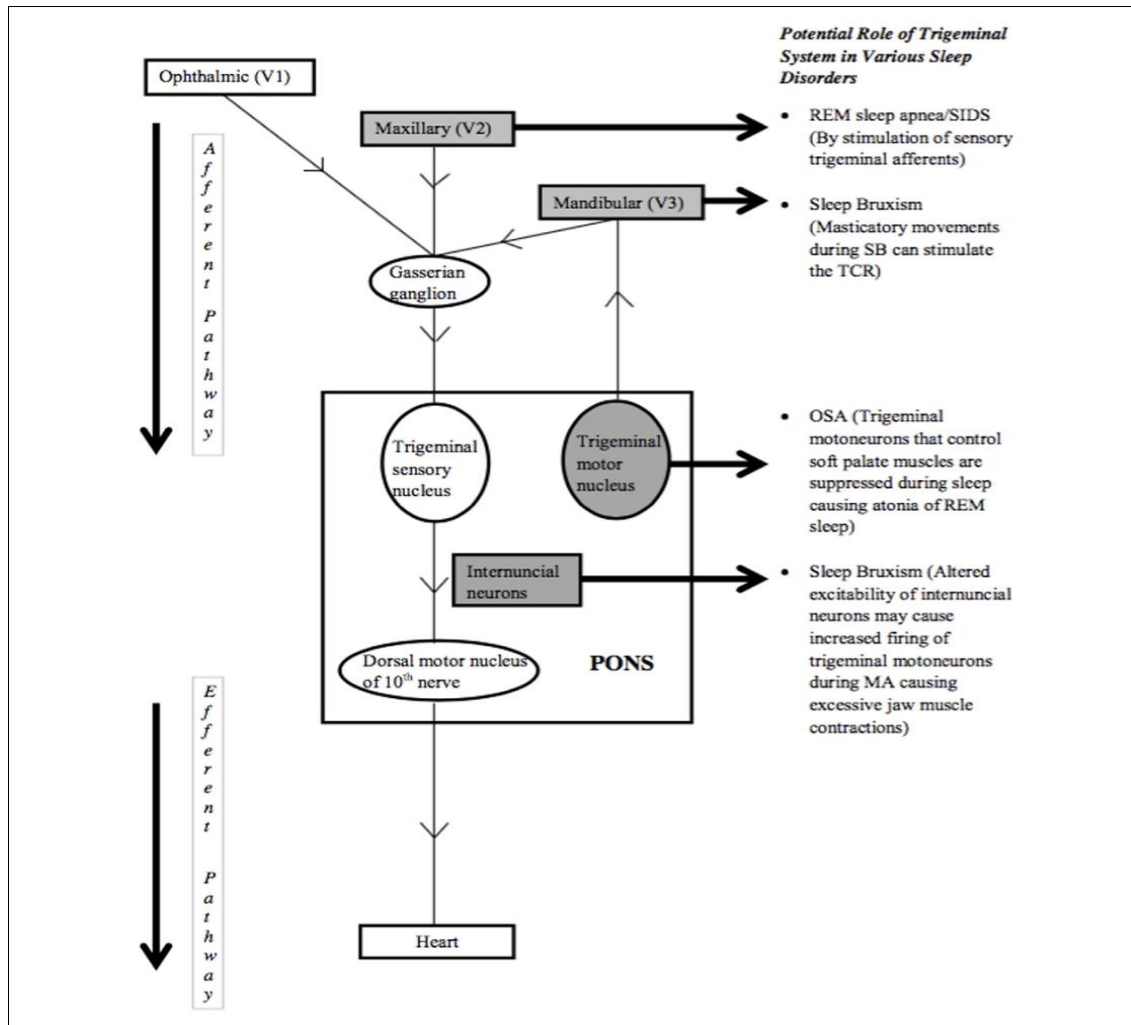 Potential Role of Trigeminal
System in Various Sleep
Disorders
Ophthalmic (V1)
Maxillary (V2)
• REM sleep apnea/SIDS
(By stimulation of sensory
trigeminal afferents)
Mandibular (V3)
• Sleep Bruxism
(Masticatory movements
during SB can stimulate
the TCR)
Afferent Pathway
Gasserian
ganglion
Trigeminal
sensory
nucleus
Trigeminal
motor
nucleus
• OSA (Trigeminal
motoneurons that control
soft palate muscles are
suppressed during sleep
causing atonia of REM
sleep)
Internuncial
neurons
• Sleep Bruxism (Altered
excitability of internuncial
neurons may cause
increased firing of
trigeminal motoneurons
during MA causing
excessive jaw muscle
contractions)
Dorsal motor nucleus
of 10th nerve
PONS
Efferent Pathway
Heart